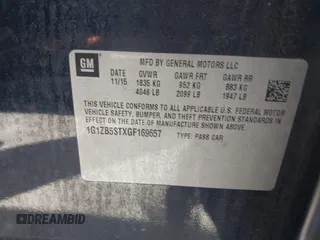 GM
MFD BY GENERAL MOTORS LLC
DATE GVWR GAWR FRT GAWR RR
11/15 1835 KG 952 KG 883 KG
4048 LB 2099 LB 1947 LB
THIS VEHICLE CONFORMS TO ALL APPLICABLE U.S. FEDERAL MOTOR
VEHICLE SAFETY, BUMPER, AND THEFT PREVENTION STANDARDS
IN EFFECT ON THE DATE OF MANUFACTURE SHOWN ABOVE.
1G1ZB5STXGF169657 TYPE: PASS CAR
DREAMBID